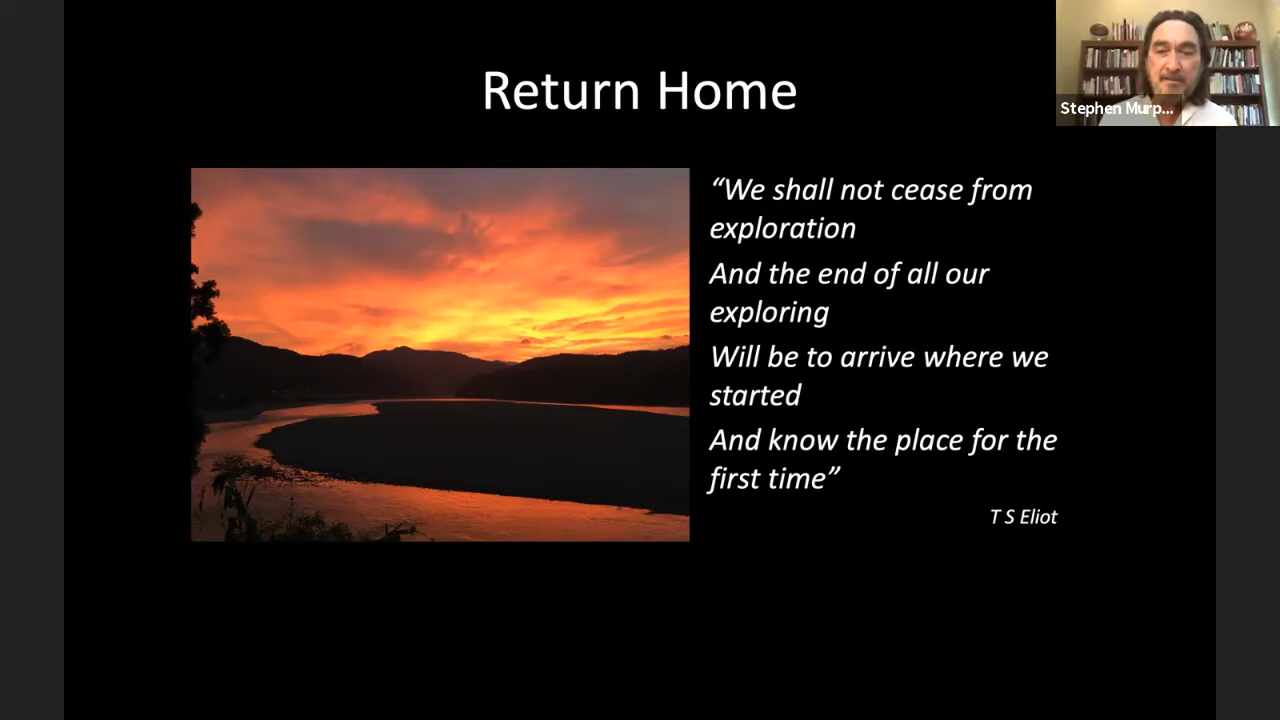 Return Home
Stephen Murp...
“We shall not cease from
exploration
And the end of all our
exploring
Will be to arrive where we
started
And know the place for the
first time”
T S Eliot